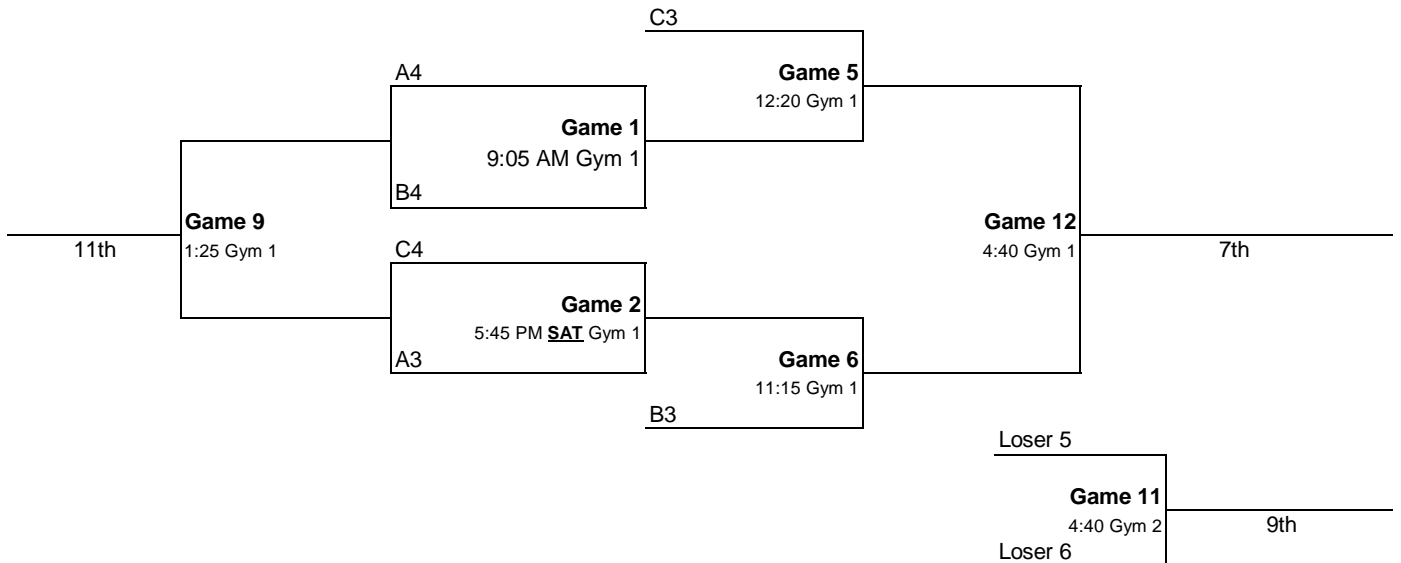 C3
A4
Game 5
12:20 Gym 1
Game 1
9:05 AM Gym 1
B4
Game 9
Game 12
11th
1:25 Gym 1
C4
4:40 Gym 1
7th
Game 2
5:45 PM SAT Gym 1
A3
Game 6
11:15 Gym 1
B3
Loser 5
Game 11
4:40 Gym 2
9th
Loser 6